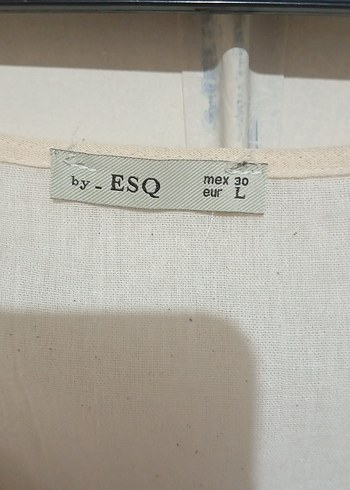 by - ESQ
mex 30
eur L